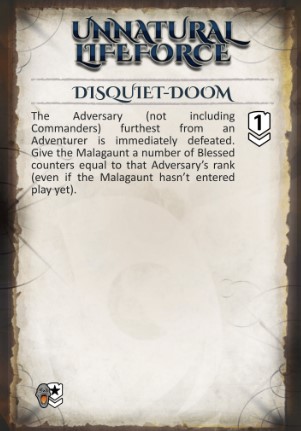 UNNATURAL
LIFEFORCE
DISQUIET-DOOM
The Adversary (not including
Commanders) furthest from an
Adventurer is immediately defeated.
Give the Malagaunt a number of Blessed
counters equal to that Adversary's rank
(even if the Malagaunt hasn't entered
play yet).
1